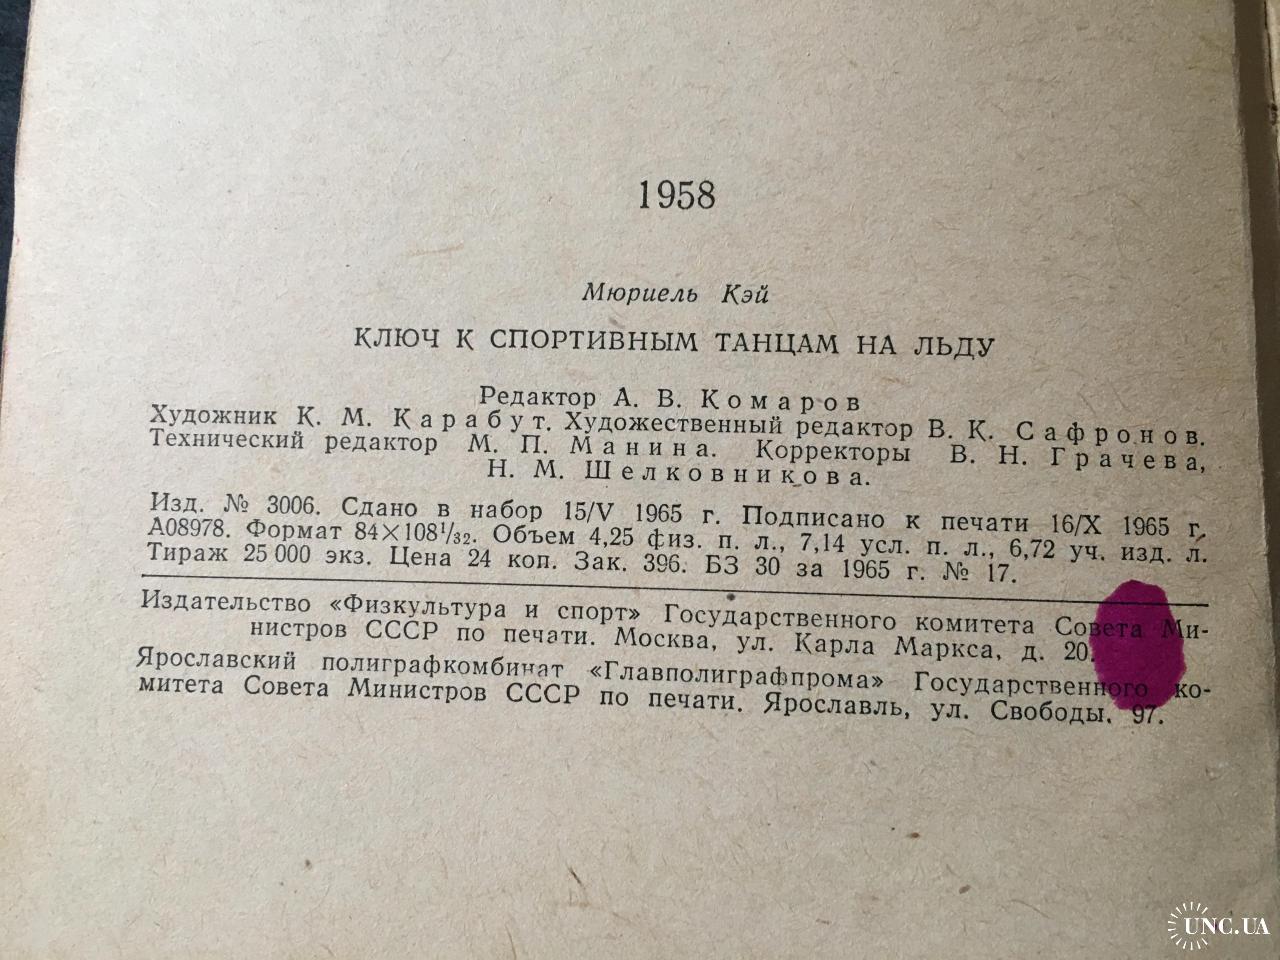 1958
Мюриель Кэй
КЛЮЧ К СПОРТИВНЫМ ТАНЦАМ НА ЛЬДУ
Редактор А. В. Комаров
Художник К. М. Карабут. Художественный редактор В. К. Сафронов.
Технический редактор М. П. Манина. Корректоры В. Н. Грачева,
Н. М. Шелковникова.
Изд. № 3006. Сдано в набор 15/V 1965 г. Подписано к печати 16/X 1965 г.
А08978. Формат 84×108¹/₃₂. Объем 4,25 физ. п. л., 7,14 усл. п. л., 6,72 уч. изд. л.
Тираж 25 000 экз. Цена 24 коп. Зак. 396. БЗ 30 за 1965 г. № 17.
Издательство «Физкультура и спорт» Государственного комитета Совета Ми-
нистров СССР по печати. Москва, ул. Карла Маркса, д. 20.
Ярославский полиграфкомбинат «Главполиграфпрома» Государственного ко-
митета Совета Министров СССР по печати. Ярославль, ул. Свободы, 97.
UNC.UA